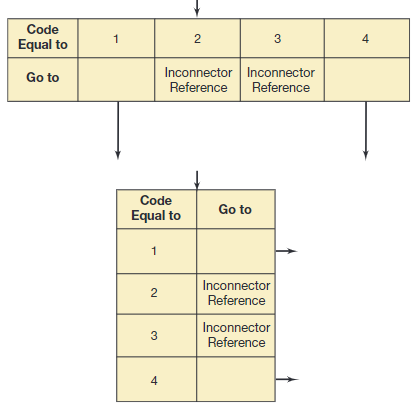 Code
Equal to
1
2
3
4
Go to
Inconnector
Reference
Inconnector
Reference
Code
Equal to
Go to
1
2
Inconnector
Reference
3
Inconnector
Reference
4